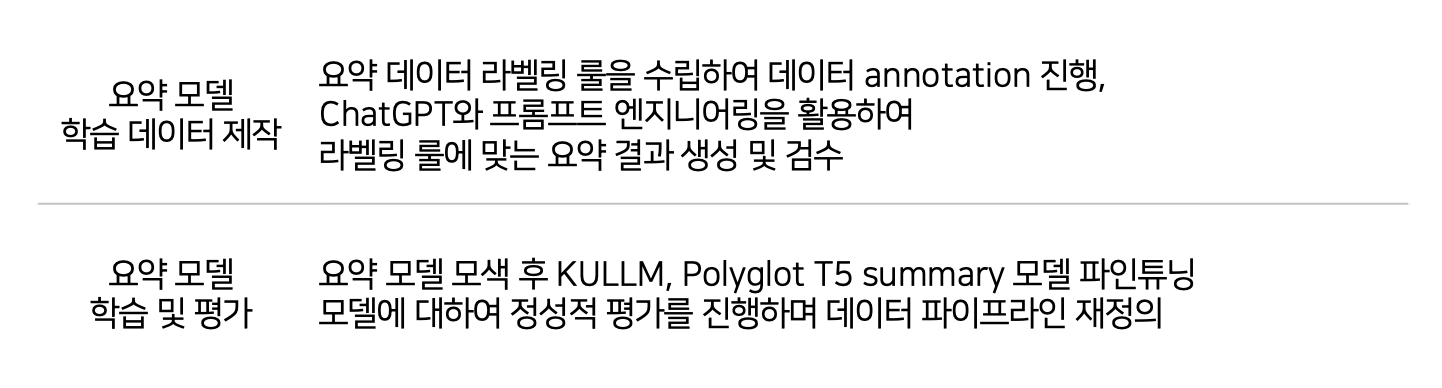 요약 모델
학습 데이터 제작
요약 데이터 라벨링 룰을 수립하여 데이터 annotation 진행,
ChatGPT와 프롬프트 엔지니어링을 활용하여
라벨링 룰에 맞는 요약 결과 생성 및 검수
요약 모델
학습 및 평가
요약 모델 모색 후 KULLM, Polyglot T5 summary 모델 파인튜닝
모델에 대하여 정성적 평가를 진행하며 데이터 파이프라인 재정의